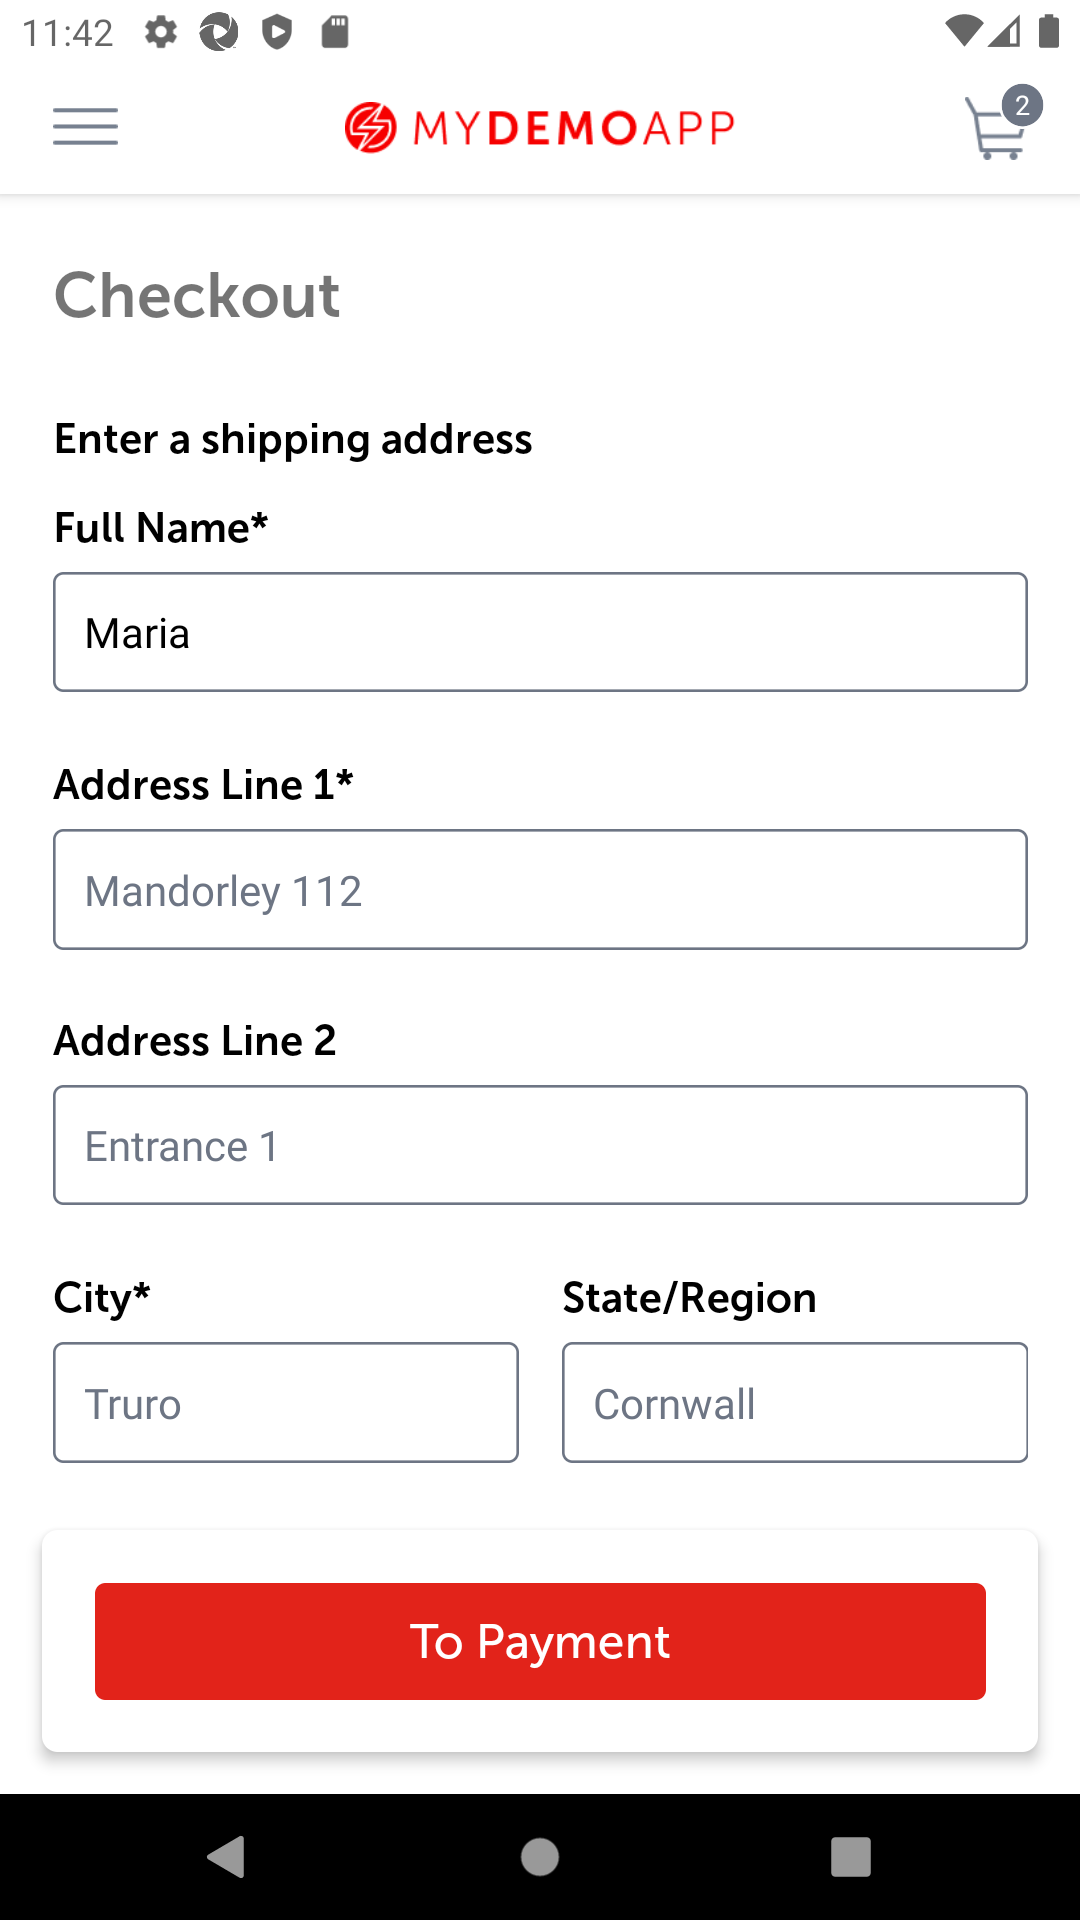 11:42
MYDEMOAPP
2
Checkout
Enter a shipping address
Full Name*
Maria
Address Line 1*
Mandorley 112
Address Line 2
Entrance 1
City* State/Region
Truro Cornwall
To Payment